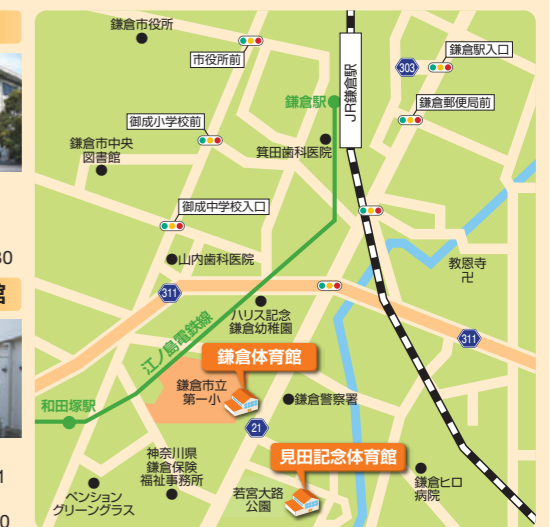 鎌倉市役所
市役所前
鎌倉駅入口
303
鎌倉駅
JR鎌倉駅
鎌倉郵便局前
御成小学校前
箕田歯科医院
鎌倉市中央
図書館
御成中学校入口
山内歯科医院
教恩寺
卍
311
ハリス記念
鎌倉幼稚園
311
江ノ島電鉄線
鎌倉体育館
鎌倉市立
第一小
鎌倉警察署
和田塚駅
21
見田記念体育館
神奈川県
鎌倉保険
福祉事務所
若宮大路
公園
鎌倉ヒロ
病院
ペンション
グリーングラス
30
館
1
0